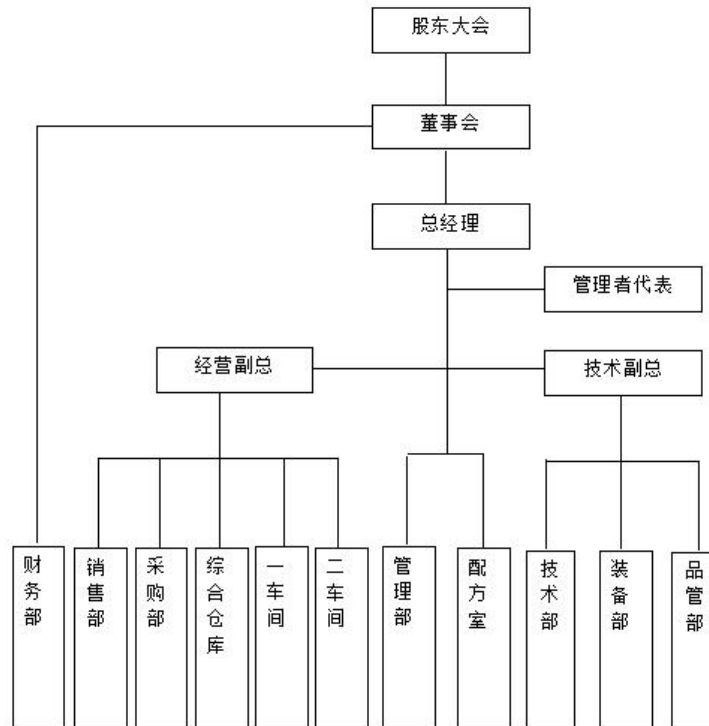 股东大会
董事会
总经理
管理者代表
经营副总
技术副总
财务部
销售部
采购部
综合仓库
一车间
二车间
管理部
配方室
技术部
装备部
品管部